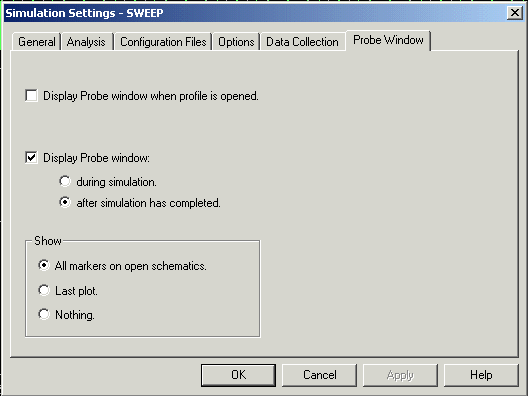 Simulation Settings - SWEEP
General Analysis Configuration Files Options Data Collection Probe Window
Display Probe window when profile is opened.
Display Probe window:
during simulation.
after simulation has completed.
Show
All markers on open schematics.
Last plot.
Nothing.
OK Cancel Apply Help